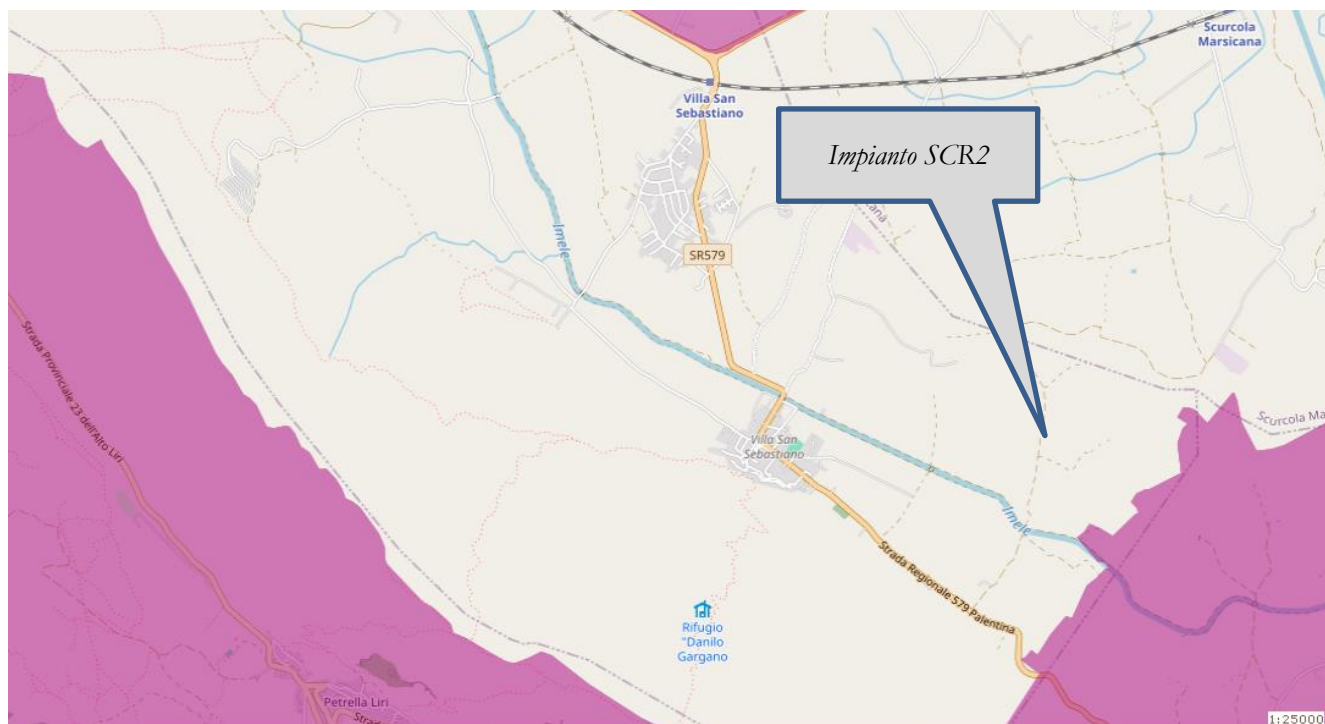 Scurcola
Marsicana
Villa San
Sebastiano
Impianto SCR2
Imele
SR579
Strada Provinciale 23 dell'Alto Liri
Villa San
Sebastiano
Scurcola Ma
Imele
Strada Regionale 579 Palentina
Rifugio
"Danilo
Gargano
Petrella Liri
1:25000